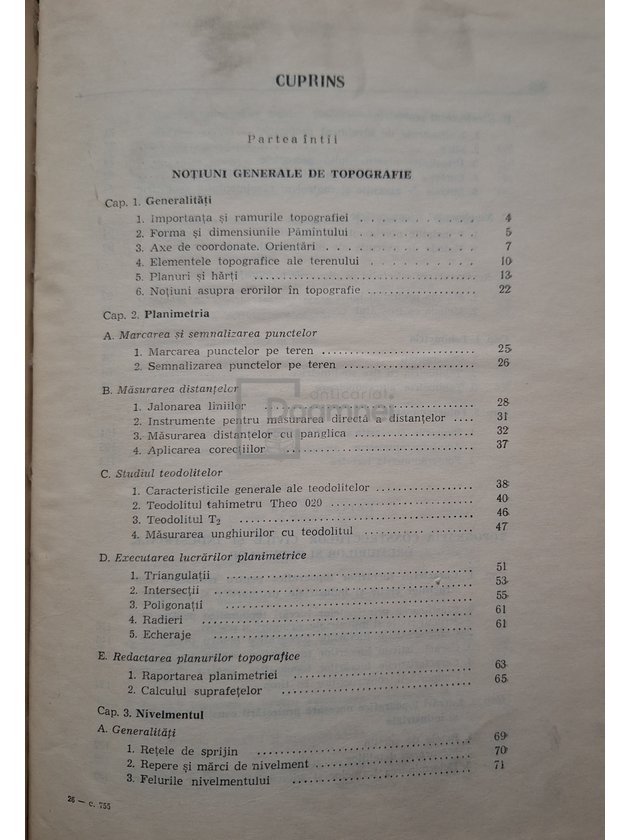 CUPRINS
Partea întîi
NOȚIUNI GENERALE DE TOPOGRAFIE
Cap. 1. Generalități
1. Importanța și ramurile topografiei . . . . . . . . . . . 4
2. Forma și dimensiunile Pămîntului . . . . . . . . . . . 5
3. Axe de coordonate. Orientări . . . . . . . . . . . . . . 7
4. Elementele topografice ale terenului . . . . . . . . . . 10
5. Planuri și hărți .................................... 13
6. Noțiuni asupra erorilor în topografie ................... 22
Cap. 2. Planimetria
A. Marcarea și semnalizarea punctelor
1. Marcarea punctelor pe teren ............................ 25
2. Semnalizarea punctelor pe teren ........................ 26
B. Măsurarea distanțelor
1. Jalonarea liniilor .................................... 28
2. Instrumente pentru măsurarea directă a distanțelor .... 31
3. Măsurarea distanțelor cu panglica ...................... 32
4. Aplicarea corecțiilor ................................. 37
anticariat
Doamnei
C. Studiul teodolitelor
1. Caracteristicile generale ale teodolitelor .................. 38
2. Teodolitul tahimetru Theo 020 .......................... 40
3. Teodolitul T₂ ........................................ 46
4. Măsurarea unghiurilor cu teodolitul .................... 47
D. Executarea lucrărilor planimetrice
1. Triangulații .......................................... 51
2. Intersecții ........................................... 53
3. Poligonații ........................................... 55
4. Radieri .............................................. 61
5. Echeraje ............................................. 61
E. Redactarea planurilor topografice
1. Raportarea planimetriei ................................ 63
2. Calculul suprafețelor .................................. 65
Cap. 3. Nivelmentul
A. Generalități
1. Rețele de sprijin ...................................... 69
2. Repere și mărci de nivelment ........................... 70
3. Felurile nivelmentului ................................. 71
26 — c. 755